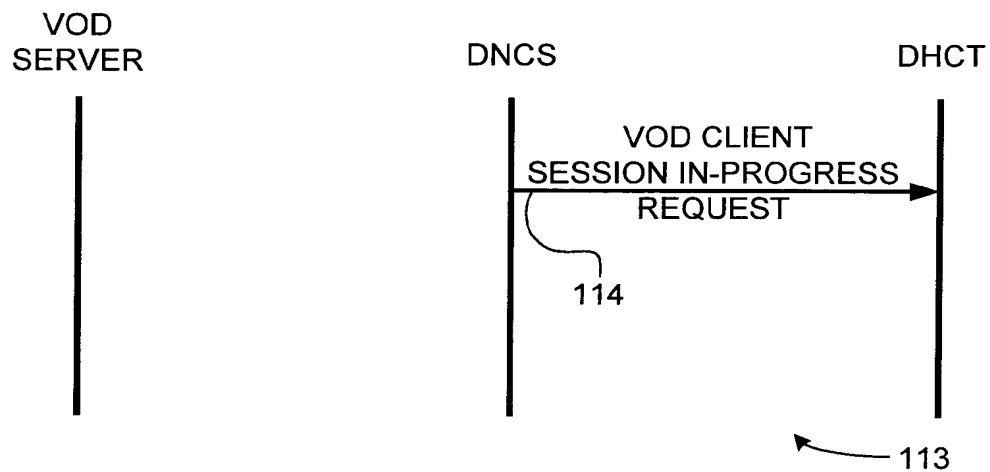 VOD
SERVER
DNCS
DHCT
VOD CLIENT
SESSION IN-PROGRESS
REQUEST
114
113